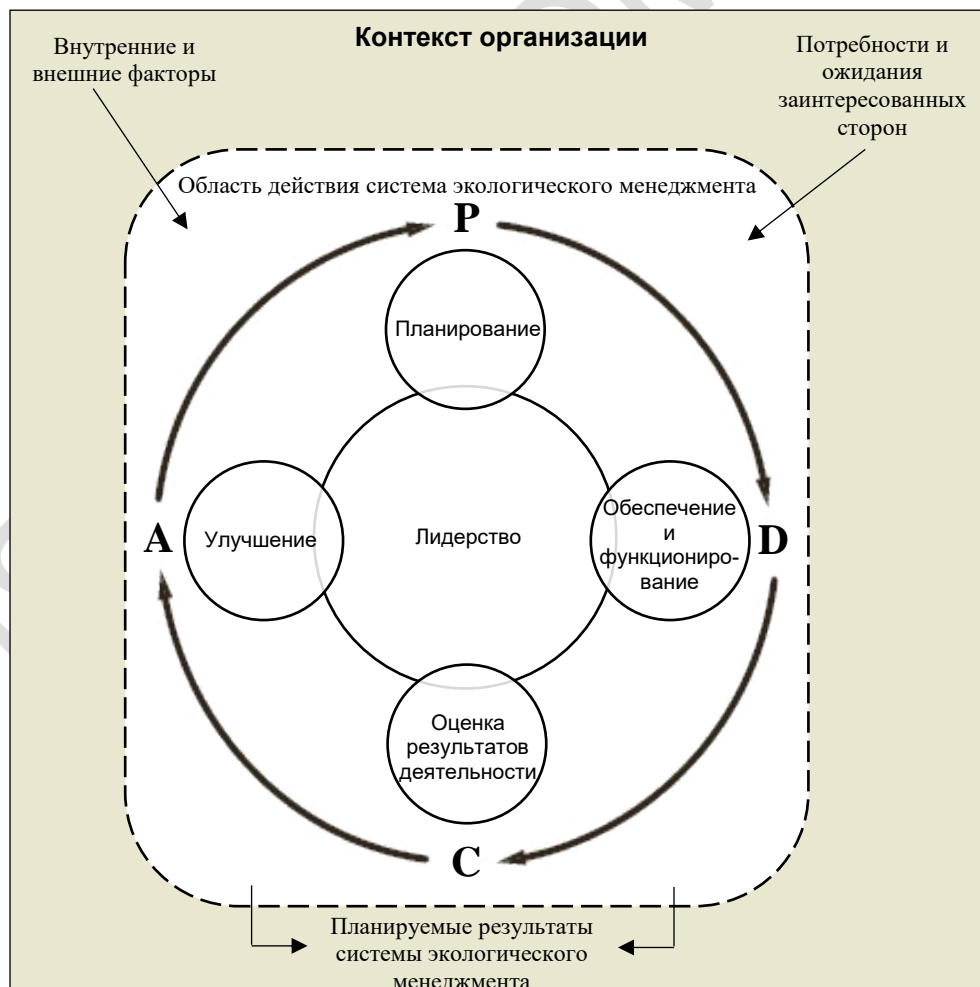 Контекст организации
Внутренние и
внешние факторы
Потребности и
ожидания
заинтересованных
сторон
Область действия система экологического менеджмента
P
Планирование
A
Улучшение
Лидерство
Обеспечение
и
функциониро-
вание
D
Оценка
результатов
деятельности
C
Планируемые результаты
системы экологического
менеджмента